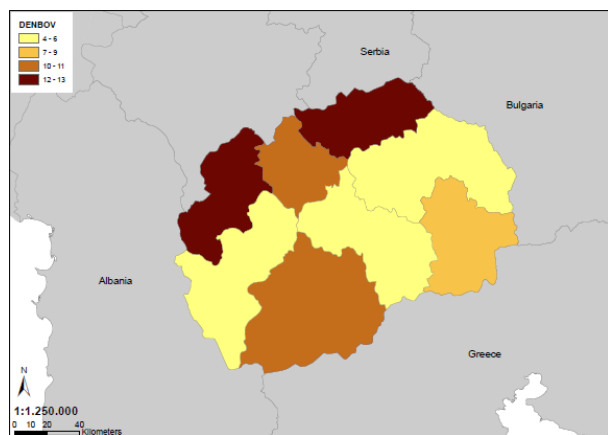 DENBOV
4 - 6
7 - 9
10 - 11
12 - 13
Serbia
Bulgaria
Albania
Greece
N
1:1.250.000
0 10 20 40
Kilometers